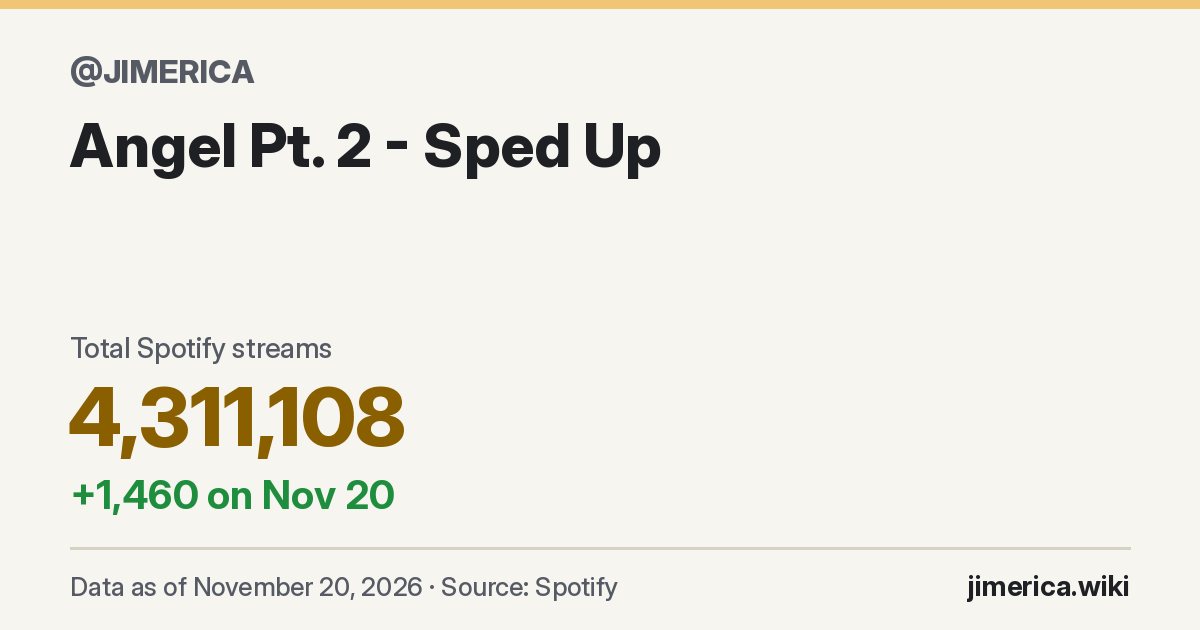 @JIMERICA
Angel Pt. 2 - Sped Up
Total Spotify streams
4,311,108
+1,460 on Nov 20
Data as of November 20, 2026 · Source: Spotify
jimerica.wiki